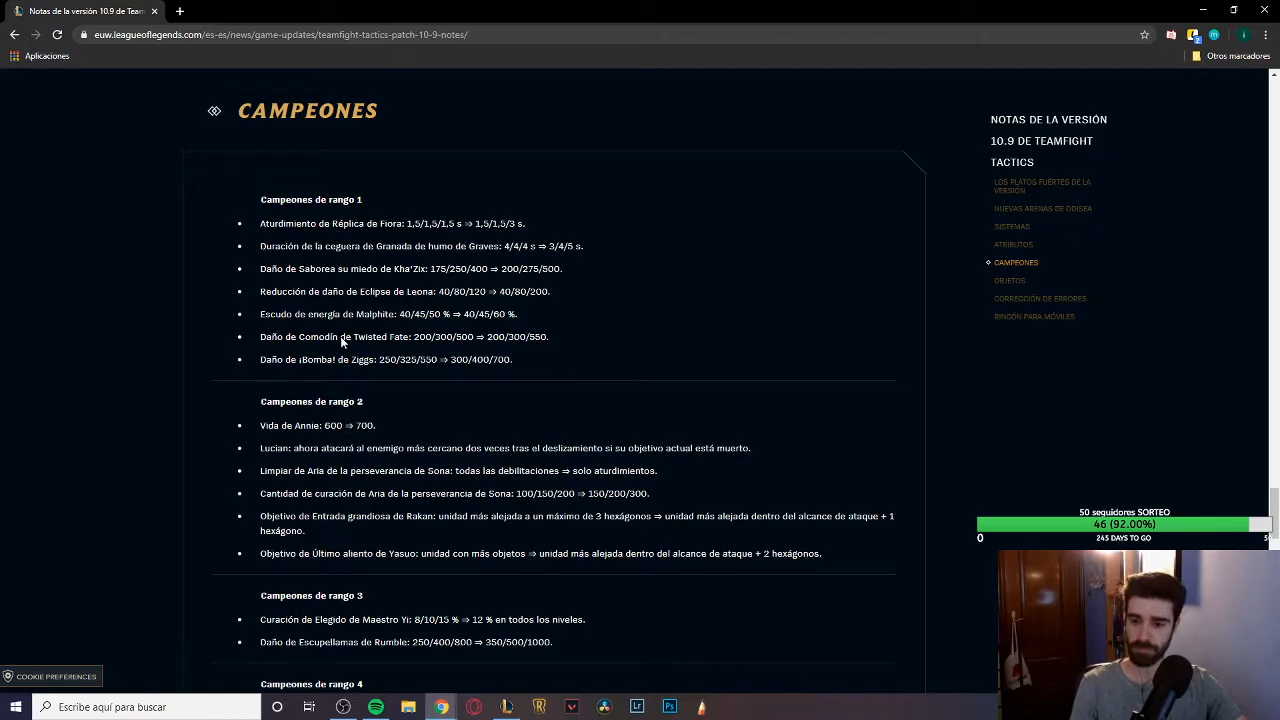 Notas de la versión 10.9 de Team
euw.leagueoflegends.com/es-es/news/game-updates/teamfight-tactics-patch-10-9-notes/
Aplicaciones
Otros marcadores
CAMPEONES
Campeones de rango 1
Aturdimiento de Réplica de Fiora: 1,5/1,5/1,5 s ⇒ 1,5/1,5/3 s.
Duración de la ceguera de Granada de humo de Graves: 4/4/4 s ⇒ 3/4/5 s.
Daño de Saborea su miedo de Kha'Zix: 175/250/400 ⇒ 200/275/500.
Reducción de daño de Eclipse de Leona: 40/80/120 ⇒ 40/80/200.
Escudo de energía de Malphite: 40/45/50 % ⇒ 40/45/60 %.
Daño de Comodín de Twisted Fate: 200/300/500 ⇒ 200/300/550.
Daño de ¡Bomba! de Ziggs: 250/325/550 ⇒ 300/400/700.
Campeones de rango 2
Vida de Annie: 600 ⇒ 700.
Lucian: ahora atacará al enemigo más cercano dos veces tras el deslizamiento si su objetivo actual está muerto.
Limpiar de Aria de la perseverancia de Sona: todas las debilitaciones ⇒ solo aturdimientos.
Cantidad de curación de Aria de la perseverancia de Sona: 100/150/200 ⇒ 150/200/300.
Objetivo de Entrada grandiosa de Rakan: unidad más alejada a un máximo de 3 hexágonos ⇒ unidad más alejada dentro del alcance de ataque + 1
hexágono.
Objetivo de Último aliento de Yasuo: unidad con más objetos ⇒ unidad más alejada dentro del alcance de ataque + 2 hexágonos.
Campeones de rango 3
Curación de Elegido de Maestro Yi: 8/10/15 % ⇒ 12 % en todos los niveles.
Daño de Escupellamas de Rumble: 250/400/800 ⇒ 350/500/1000.
Campeones de rango 4
NOTAS DE LA VERSIÓN
10.9 DE TEAMFIGHT
TACTICS
LOS PLATOS FUERTES DE LA
VERSIÓN
NUEVAS ARENAS DE ODISEA
SISTEMAS
ATRIBUTOS
CAMPEONES
OBJETOS
CORRECCIÓN DE ERRORES
RINCÓN PARA MÓVILES
50 seguidores SORTEO
46 (92.00%)
0 245 DAYS TO GO
COOKIE PREFERENCES
Escribe aquí para buscar